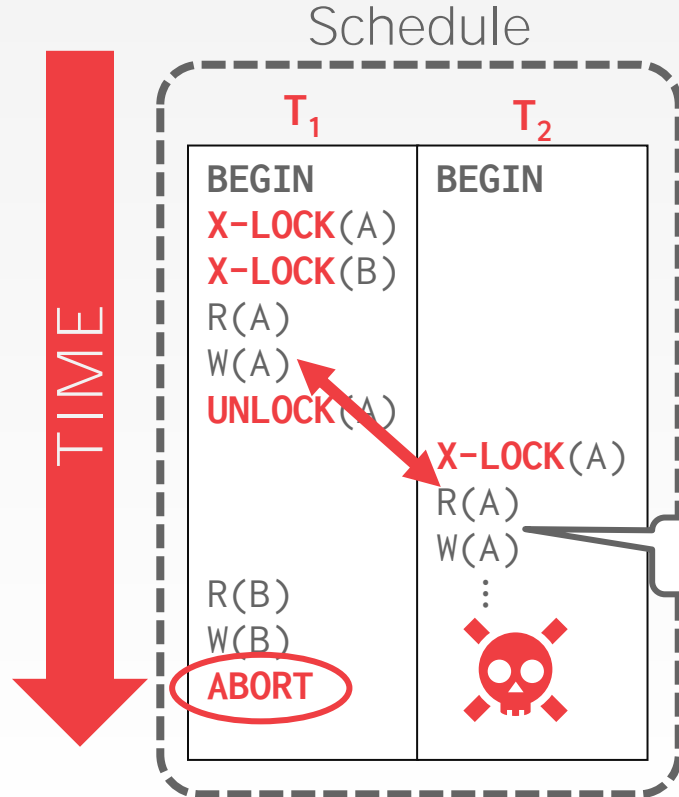 Schedule
TIME
T₁ T₂
BEGIN BEGIN
X-LOCK(A)
X-LOCK(B)
R(A)
W(A)
UNLOCK(A)
X-LOCK(A)
R(A)
W(A)
⋮
R(B)
W(B)
ABORT